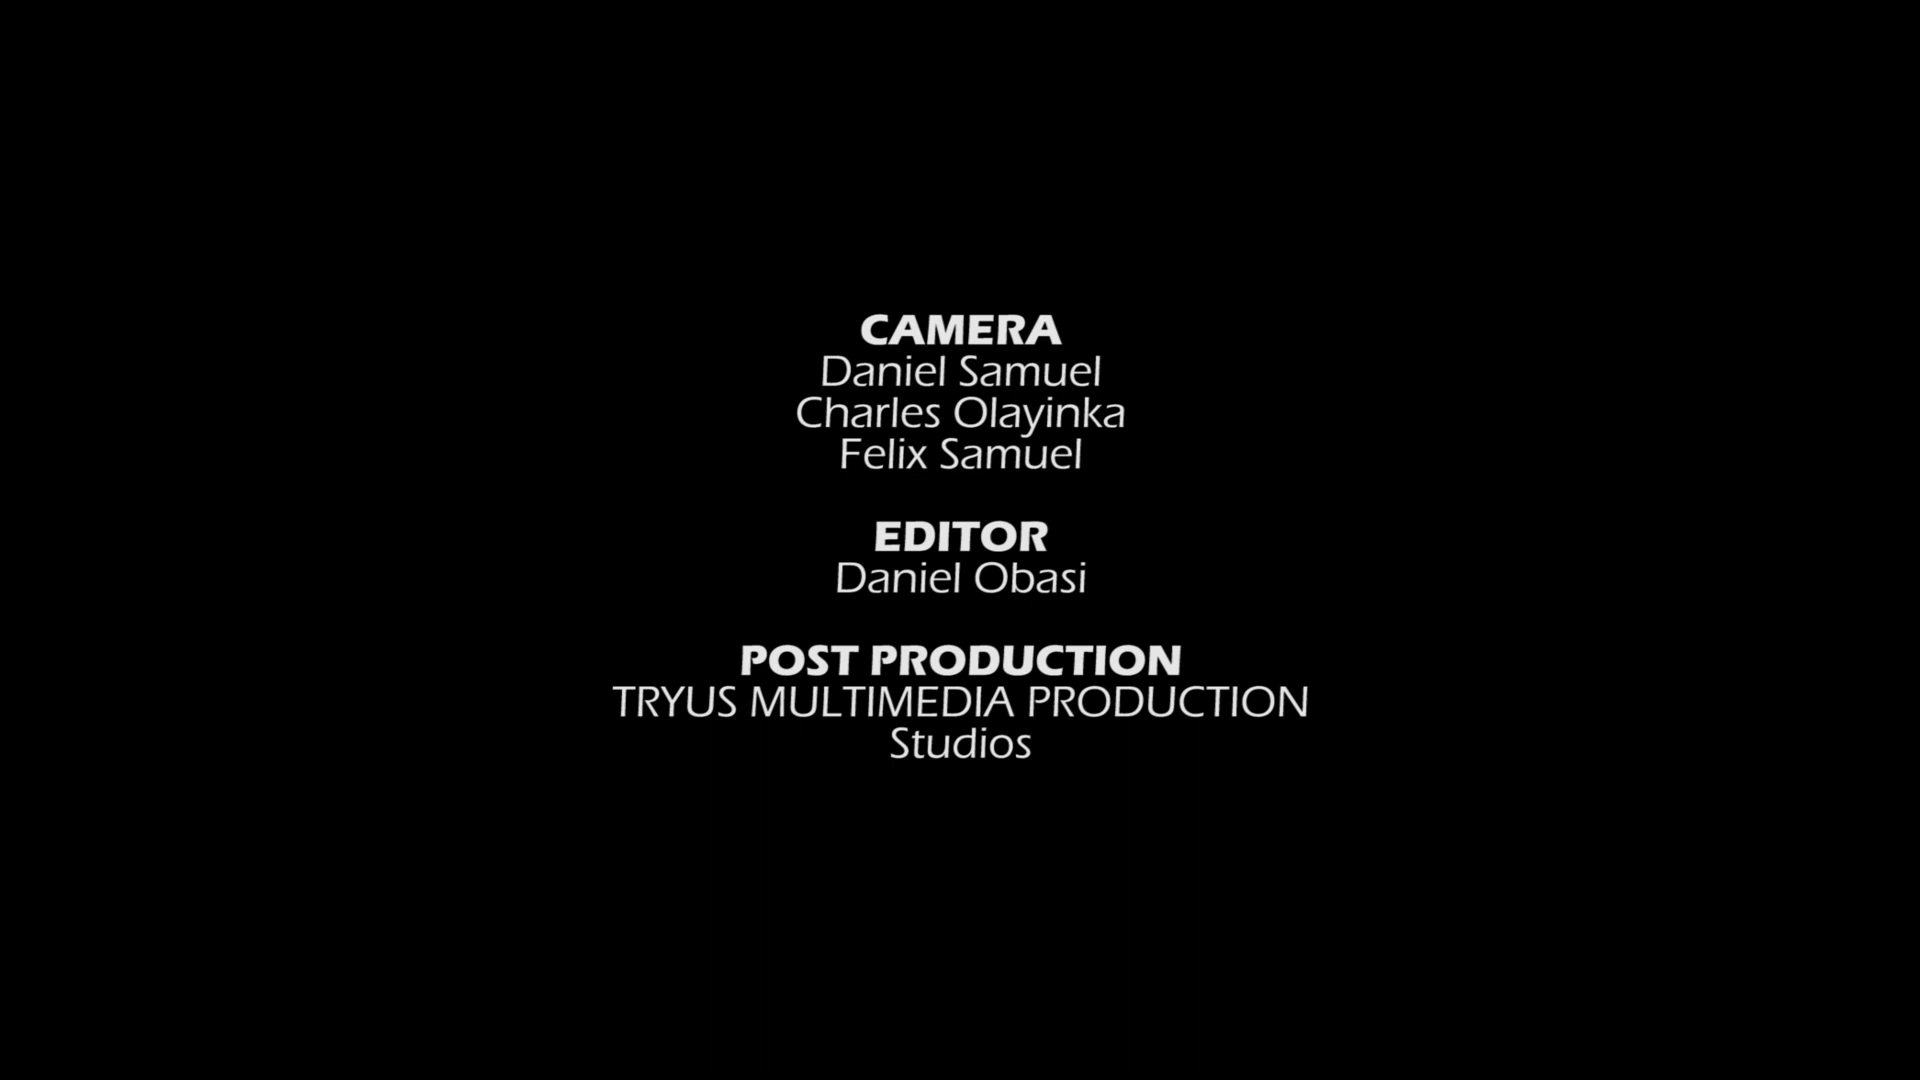 CAMERA
Daniel Samuel
Charles Olayinka
Felix Samuel
EDITOR
Daniel Obasi
POST PRODUCTION
TRYUS MULTIMEDIA PRODUCTION
Studios